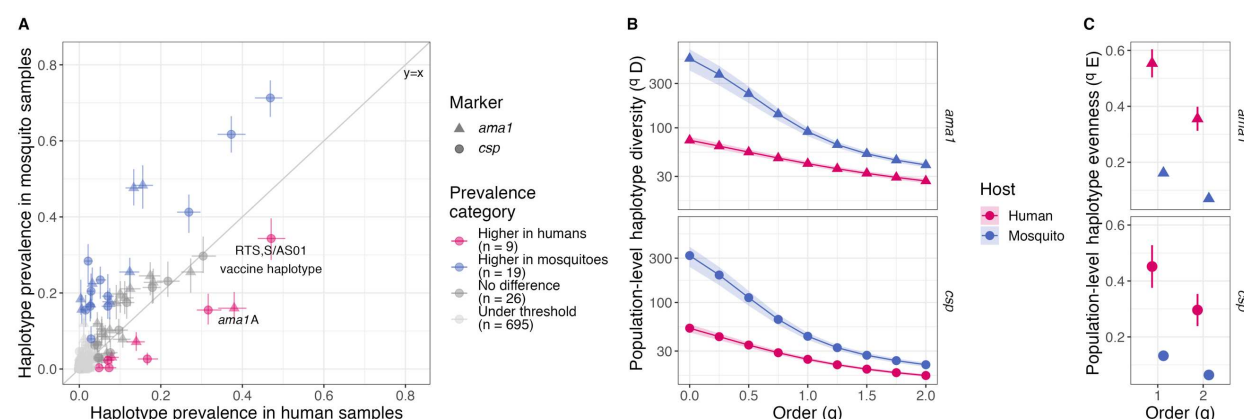 A
Haplotype prevalence in mosquito samples
0.8
0.6
0.4
0.2
0.0
y=x
RTS,S/AS01
vaccine haplotype
ama1A
0.0 0.2 0.4 0.6 0.8
Haplotype prevalence in human samples
Marker
ama1
csp
Prevalence
category
Higher in humans
(n = 9)
Higher in mosquitoes
(n = 19)
No difference
(n = 26)
Under threshold
(n = 695)
B
Population-level haplotype diversity (q D)
300
100
30
ama1
300
100
30
csp
0.0 0.5 1.0 1.5 2.0
Order (q)
Host
Human
Mosquito
C
Population-level haplotype evenness (q E)
0.6
0.4
0.2
ama1
0.6
0.4
0.2
csp
1 2
Order (q)